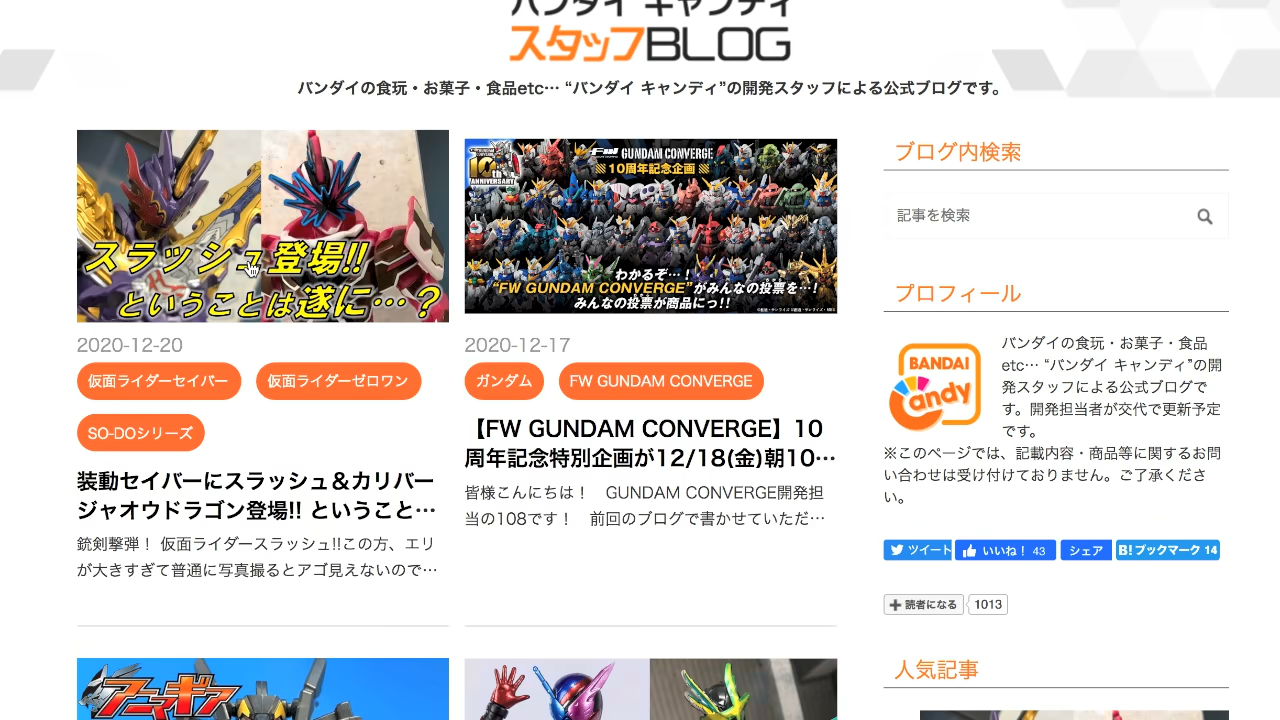 バンダイ キャンディ
スタッフBLOG
バンダイの食玩・お菓子・食品etc… “バンダイ キャンディ”の開発スタッフによる公式ブログです。
スラッシュ登場!!
ということは遂に…？
2020-12-20
仮面ライダーセイバー
仮面ライダーゼロワン
SO-DOシリーズ
装動セイバーにスラッシュ＆カリバー
ジャオウドラゴン登場!! ということ…
銃剣撃弾！ 仮面ライダースラッシュ!!この方、エリ
が大きすぎて普通に写真撮るとアゴ見えないので…
10th
ANNIVERSARY
FW GUNDAM CONVERGE
10周年記念企画
わかるぞ…！
“FW GUNDAM CONVERGE”がみんなの投票を…!
みんなの投票が商品にっ!!
2020-12-17
ガンダム
FW GUNDAM CONVERGE
【FW GUNDAM CONVERGE】10
周年記念特別企画が12/18(金)朝10…
皆様こんにちは！　GUNDAM CONVERGE開発担
当の108です！　前回のブログで書かせていただ…
アニマギア
ブログ内検索
記事を検索
プロフィール
BANDAI
Candy
バンダイの食玩・お菓子・食品
etc… “バンダイ キャンディ”の開
発スタッフによる公式ブログで
す。開発担当者が交代で更新予定
です。
※このページでは、記載内容・商品等に関するお問
い合わせは受け付けておりません。ご了承くださ
い。
ツイート
いいね！ 43
シェア
B!ブックマーク 14
読者になる
1013
人気記事